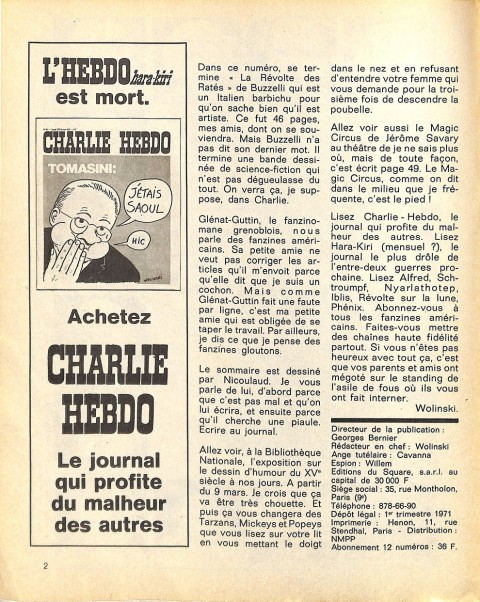 L'HEBDO hara-kiri
est mort.
CHARLIE HEBDO
TOMASINI:
J'ÉTAIS
SAOUL
HIC
Achetez
CHARLIE
HEBDO
Le journal
qui profite
du malheur
des autres
Dans ce numéro, se ter-
mine « La Révolte des
Ratés » de Buzzelli qui est
un Italien barbichu pour
qu'on sache bien qu'il est
artiste. Ce fut 46 pages,
mes amis, dont on se sou-
viendra. Mais Buzzelli n'a
pas dit son dernier mot. Il
termine une bande dessi-
née de science-fiction qui
n'est pas dégueulasse du
tout. On verra ça, je sup-
pose, dans Charlie.
Glénat-Guttin, le fanzino-
mane grenoblois, nous
parle des fanzines améri-
cains. Sa petite amie ne
veut pas corriger les ar-
ticles qu'il m'envoit parce
qu'elle dit que je suis un
cochon. Mais comme
Glénat-Guttin fait une faute
par ligne, c'est ma petite
amie qui est obligée de se
taper le travail. Par ailleurs,
je dis ce que je pense des
fanzines gloutons.
Le sommaire est dessiné
par Nicoulaud. Je vous
parle de lui, d'abord parce
que c'est pas mal et qu'on
lui écrira, et ensuite parce
qu'il cherche une piaule.
Ecrire au journal.
Allez voir, à la Bibliothèque
Nationale, l'exposition sur
le dessin d'humour du XVe
siècle à nos jours. A partir
du 9 mars. Je crois que ça
va être très chouette. Et
puis ça vous changera des
Tarzans, Mickeys et Popeys
que vous lisez sur votre lit
en vous mettant le doigt
dans le nez et en refusant
d'entendre votre femme qui
vous demande pour la troi-
sième fois de descendre la
poubelle.
Allez voir aussi le Magic
Circus de Jérôme Savary
au théâtre de je ne sais plus
où, mais de toute façon,
c'est écrit page 49. Le Ma-
gic Circus, comme on dit
dans le milieu que je fré-
quente, c'est le pied !
Lisez Charlie-Hebdo, le
journal qui profite du mal-
heur des autres. Lisez
Hara-Kiri (mensuel ?), le
journal le plus drôle de
l'entre-deux guerres pro-
chaine. Lisez Alfred, Sch-
troumpf, Nyarlathotep,
Iblis, Révolte sur la lune,
Phénix. Abonnez-vous à
tous les fanzines améri-
cains. Faites-vous mettre
des chaînes haute fidélité
partout. Si vous n'êtes pas
heureux avec tout ça, c'est
que vos parents et amis ont
mégoté sur le standing de
l'asile de fous où ils vous
ont fait interner.
Wolinski.
Directeur de la publication :
Georges Bernier
Rédacteur en chef : Wolinski
Ange tutélaire : Cavanna
Espion : Willem
Editions du Square, s.a.r.l. au
capital de 30 000 F
Siège social : 35, rue Montholon,
Paris (9e)
Téléphone : 878-66-90
Dépôt légal : 1er trimestre 1971
Imprimerie : Henon, 11, rue
Stendhal, Paris - Distribution :
NMPP
Abonnement 12 numéros : 36 F.
2